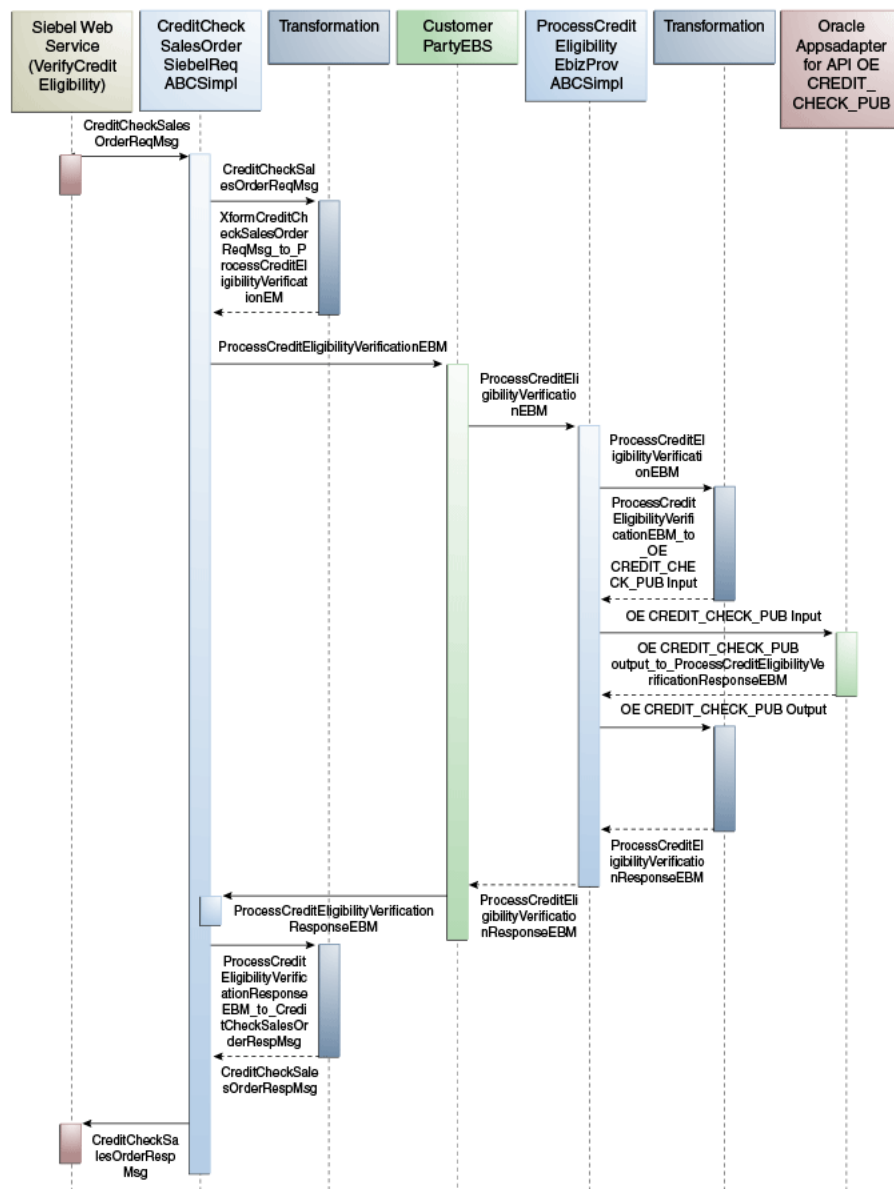 Siebel Web
Service
(VerifyCredit
Eligibility)
CreditCheck
SalesOrder
SiebelReq
ABCSimpl
Transformation
Customer
PartyEBS
ProcessCredit
Eligibility
EbizProv
ABCSimpl
Transformation
Oracle
Appsadapter
for API OE
CREDIT_
CHECK_PUB
CreditCheckSales
OrderReqMsg
CreditCheckSal
esOrderReqMsg
XformCreditCh
eckSalesOrder
ReqMsg_to_P
rocessCreditEl
igibilityVerificat
ionEM
ProcessCreditEligibilityVerificationEBM
ProcessCreditEli
gibilityVerificatio
nEBM
ProcessCreditEl
igibilityVerificati
onEBM
ProcessCredit
EligibilityVerifi
cationEBM_to
_OE
CREDIT_CHE
CK_PUB Input
OE CREDIT_CHECK_PUB Input
OE CREDIT_CHECK_PUB
output_to_ProcessCreditEligibilityVe
rificationResponseEBM
OE CREDIT_CHECK_PUB Output
ProcessCreditEl
igibilityVerificatio
nResponseEBM
ProcessCreditEli
gibilityVerificatio
nResponseEBM
ProcessCreditEligibilityVerification
ResponseEBM
ProcessCredit
EligibilityVerific
ationResponse
EBM_to_Credi
tCheckSalesOr
derRespMsg
CreditCheckSale
sOrderRespMsg
CreditCheckSa
lesOrderResp
Msg